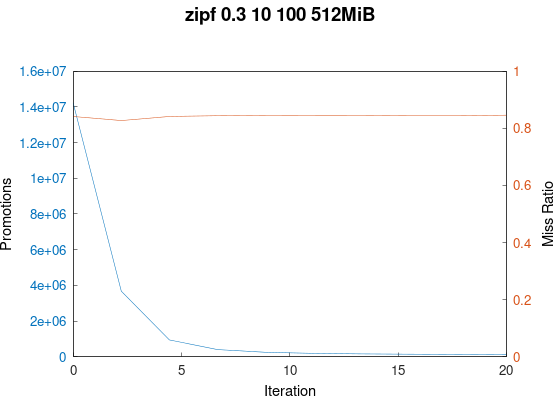 zipf 0.3 10 100 512MiB
1.6e+07
1.4e+07
1.2e+07
1e+07
8e+06
6e+06
4e+06
2e+06
0
Promotions
1
0.8
0.6
0.4
0.2
0
Miss Ratio
0 5 10 15 20
Iteration